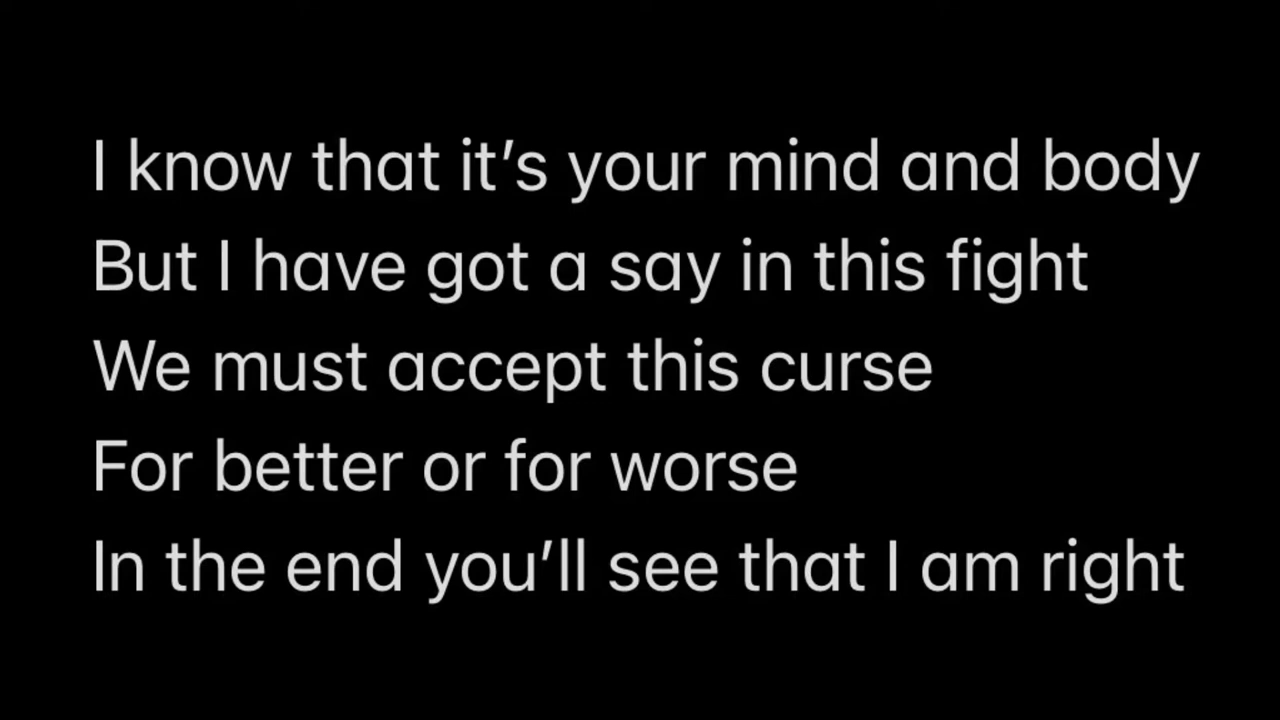 I know that it’s your mind and body
But I have got a say in this fight
We must accept this curse
For better or for worse
In the end you’ll see that I am right